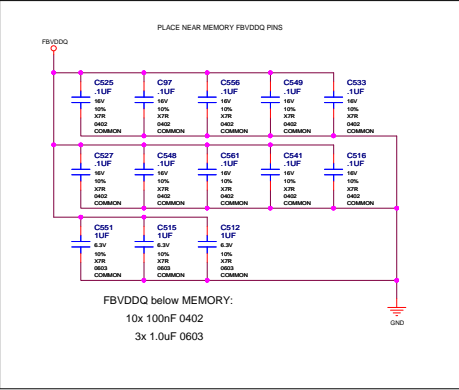 PLACE NEAR MEMORY FBVDDQ PINS
FBVDDQ
C525 C97 C556 C549 C533
.1UF .1UF .1UF .1UF .1UF
16V 16V 16V 16V 16V
10% 10% 10% 10% 10%
X7R X7R X7R X7R X7R
0402 0402 0402 0402 0402
COMMON COMMON COMMON COMMON COMMON
C527 C548 C561 C541 C516
.1UF .1UF .1UF .1UF .1UF
16V 16V 16V 16V 16V
10% 10% 10% 10% 10%
X7R X7R X7R X7R X7R
0402 0402 0402 0402 0402
COMMON COMMON COMMON COMMON COMMON
C551 C515 C512
1UF 1UF 1UF
6.3V 6.3V 6.3V
10% 10% 10%
X7R X7R X7R
0603 0603 0603
COMMON COMMON COMMON
FBVDDQ below MEMORY:
10x 100nF 0402
3x 1.0uF 0603
GND